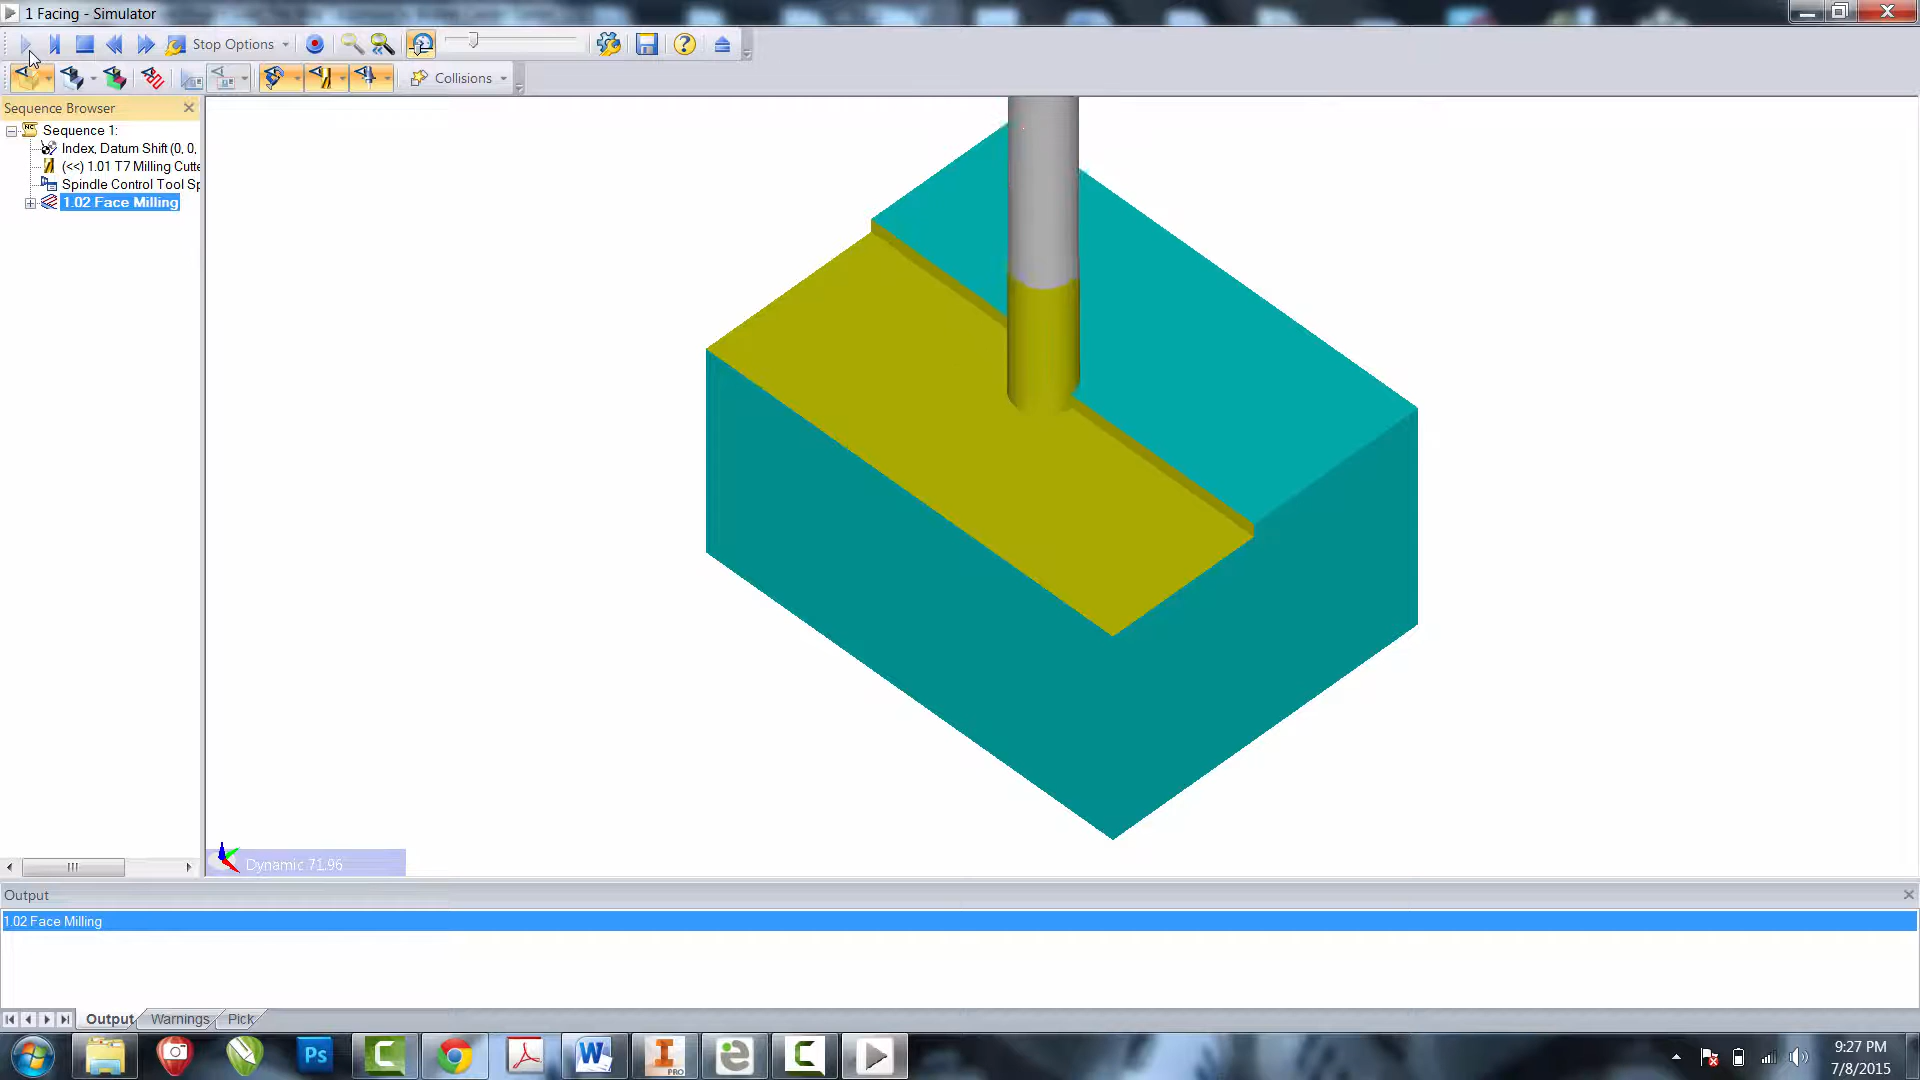 1 Facing - Simulator
Stop Options
Collisions
Sequence Browser
Sequence 1:
Index, Datum Shift (0, 0,
(<<) 1.01 T7 Milling Cutte
Spindle Control Tool Sp
1.02 Face Milling
Dynamic 71.96
Output
1.02 Face Milling
Output Warnings Pick
Ps
PRO
9:27 PM
7/8/2015